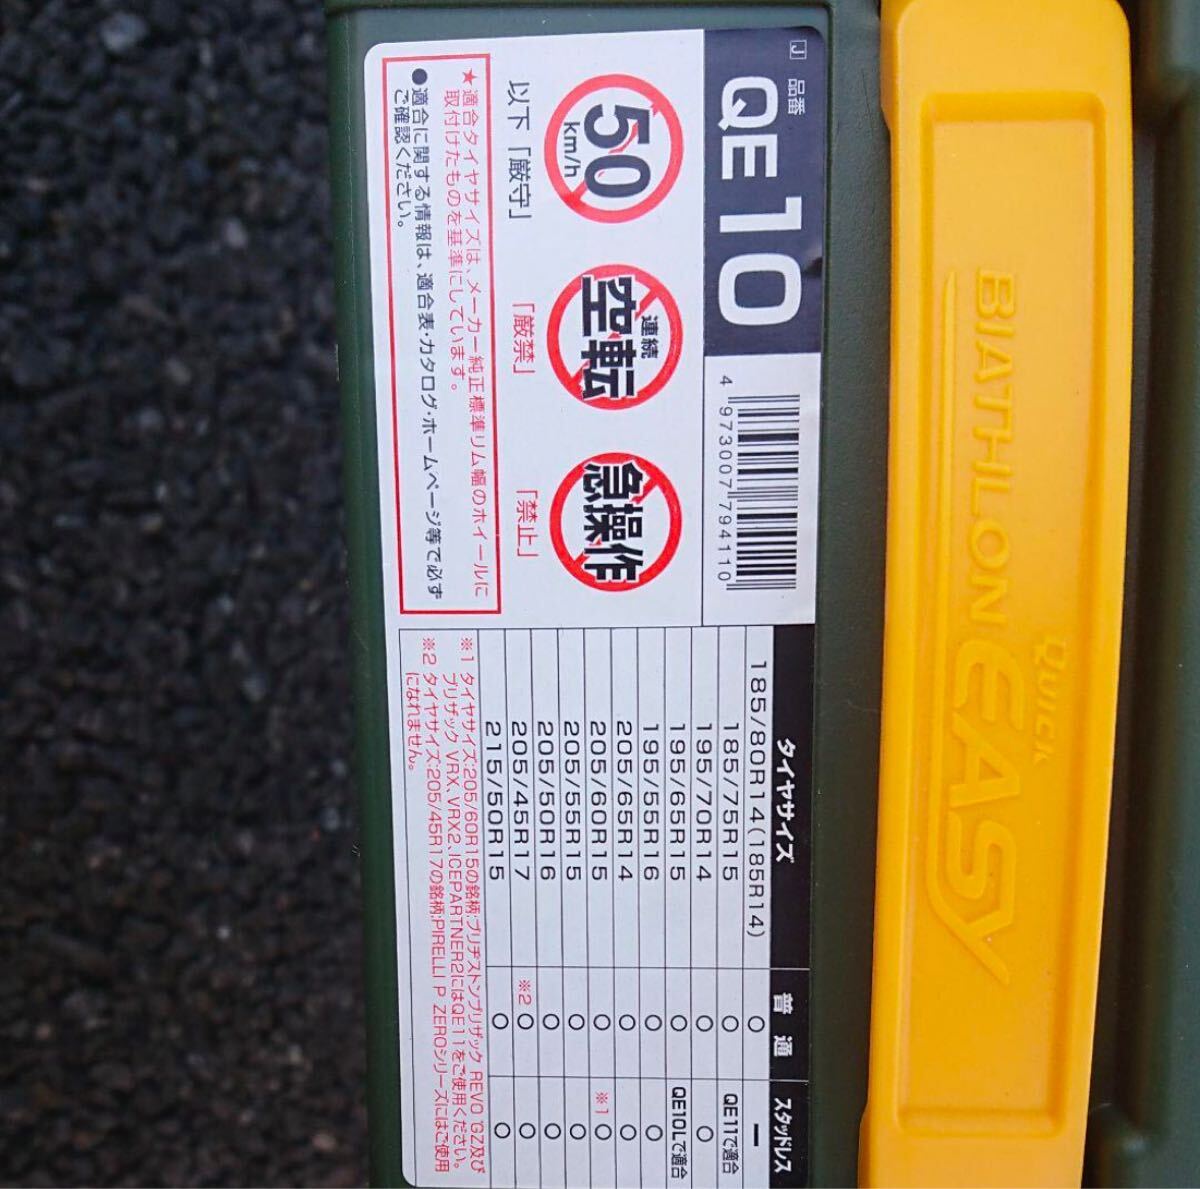 J 品番
QE10
4 973007 794110
50
km/h
以下「厳守」
連続
空転
「厳禁」
急操作
「禁止」
★適合タイヤサイズは、メーカー純正標準リム幅のホイールに
取付けたものを基準にしています。
●適合に関する情報は、適合表・カタログ・ホームページ等で必ず
ご確認ください。
タイヤサイズ 普通 スタッドレス
185/80R14(185R14) ○ ー
185/75R15 ○ QE11で適合
195/70R14 ○ ○
195/65R15 ○ QE10Lで適合
195/55R16 ○ ○
205/65R14 ○ ○
205/60R15 ○ ※1 ○
205/55R15 ○ ○
205/50R16 ○ ○
205/45R17 ※2 ○ ○
215/50R15 ○ ○
※1 タイヤサイズ:205/60R15の銘柄:ブリヂストンブリザック REVO GZ及び
ブリザック VRX、VRX2、ICEPARTNER2にはQE11をご使用ください。
※2 タイヤサイズ:205/45R17の銘柄:PIRELLI P ZEROシリーズにはご使用
になれません。
BIATHLON QUICK EASY